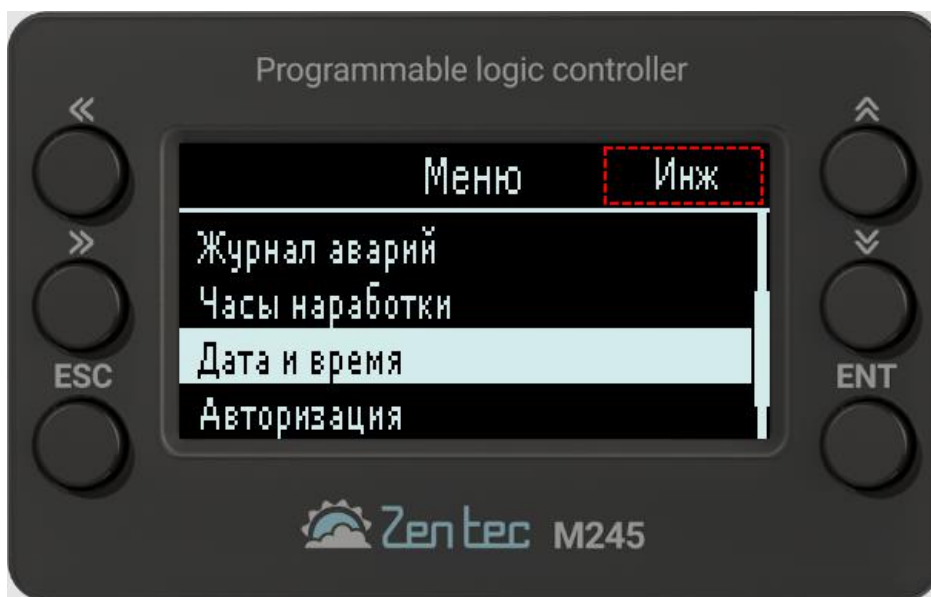 Programmable logic controller
Меню Инж
Журнал аварий
Часы наработки
Дата и время
Авторизация
ESC ENT
Zentec M245